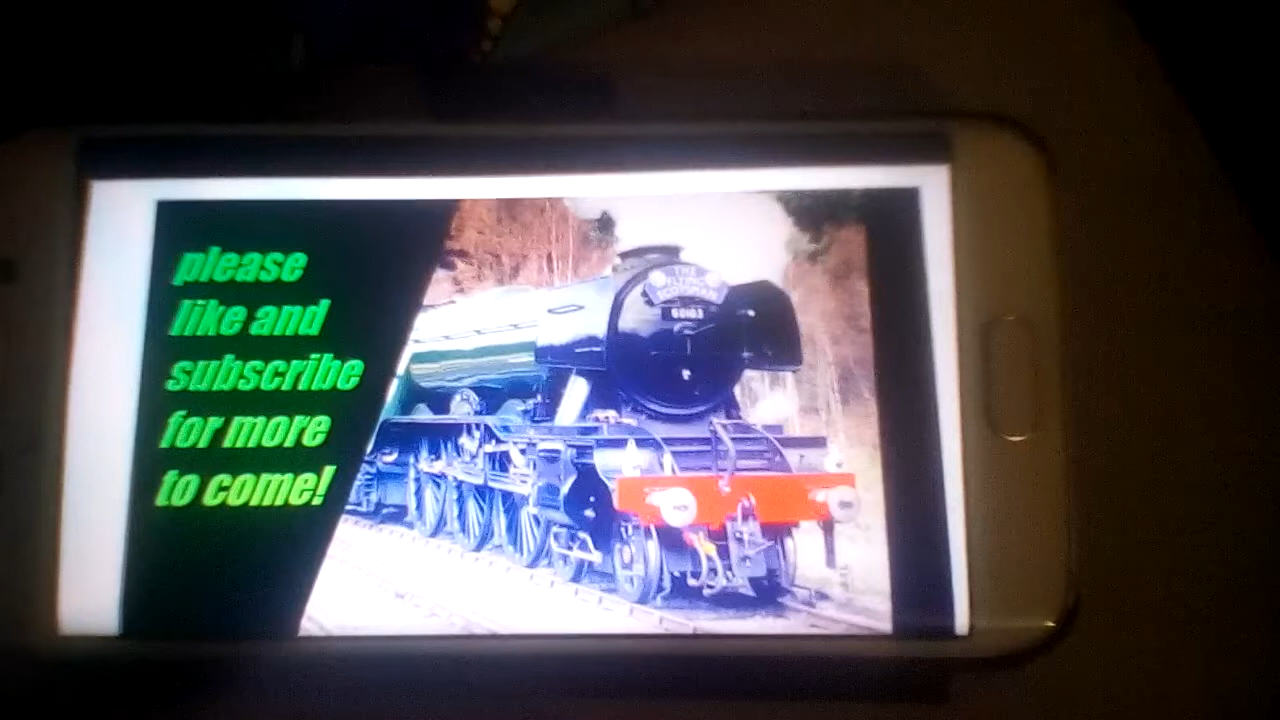 please
like and
subscribe
for more
to come!
THE
FLYING
SCOTSMAN
60103